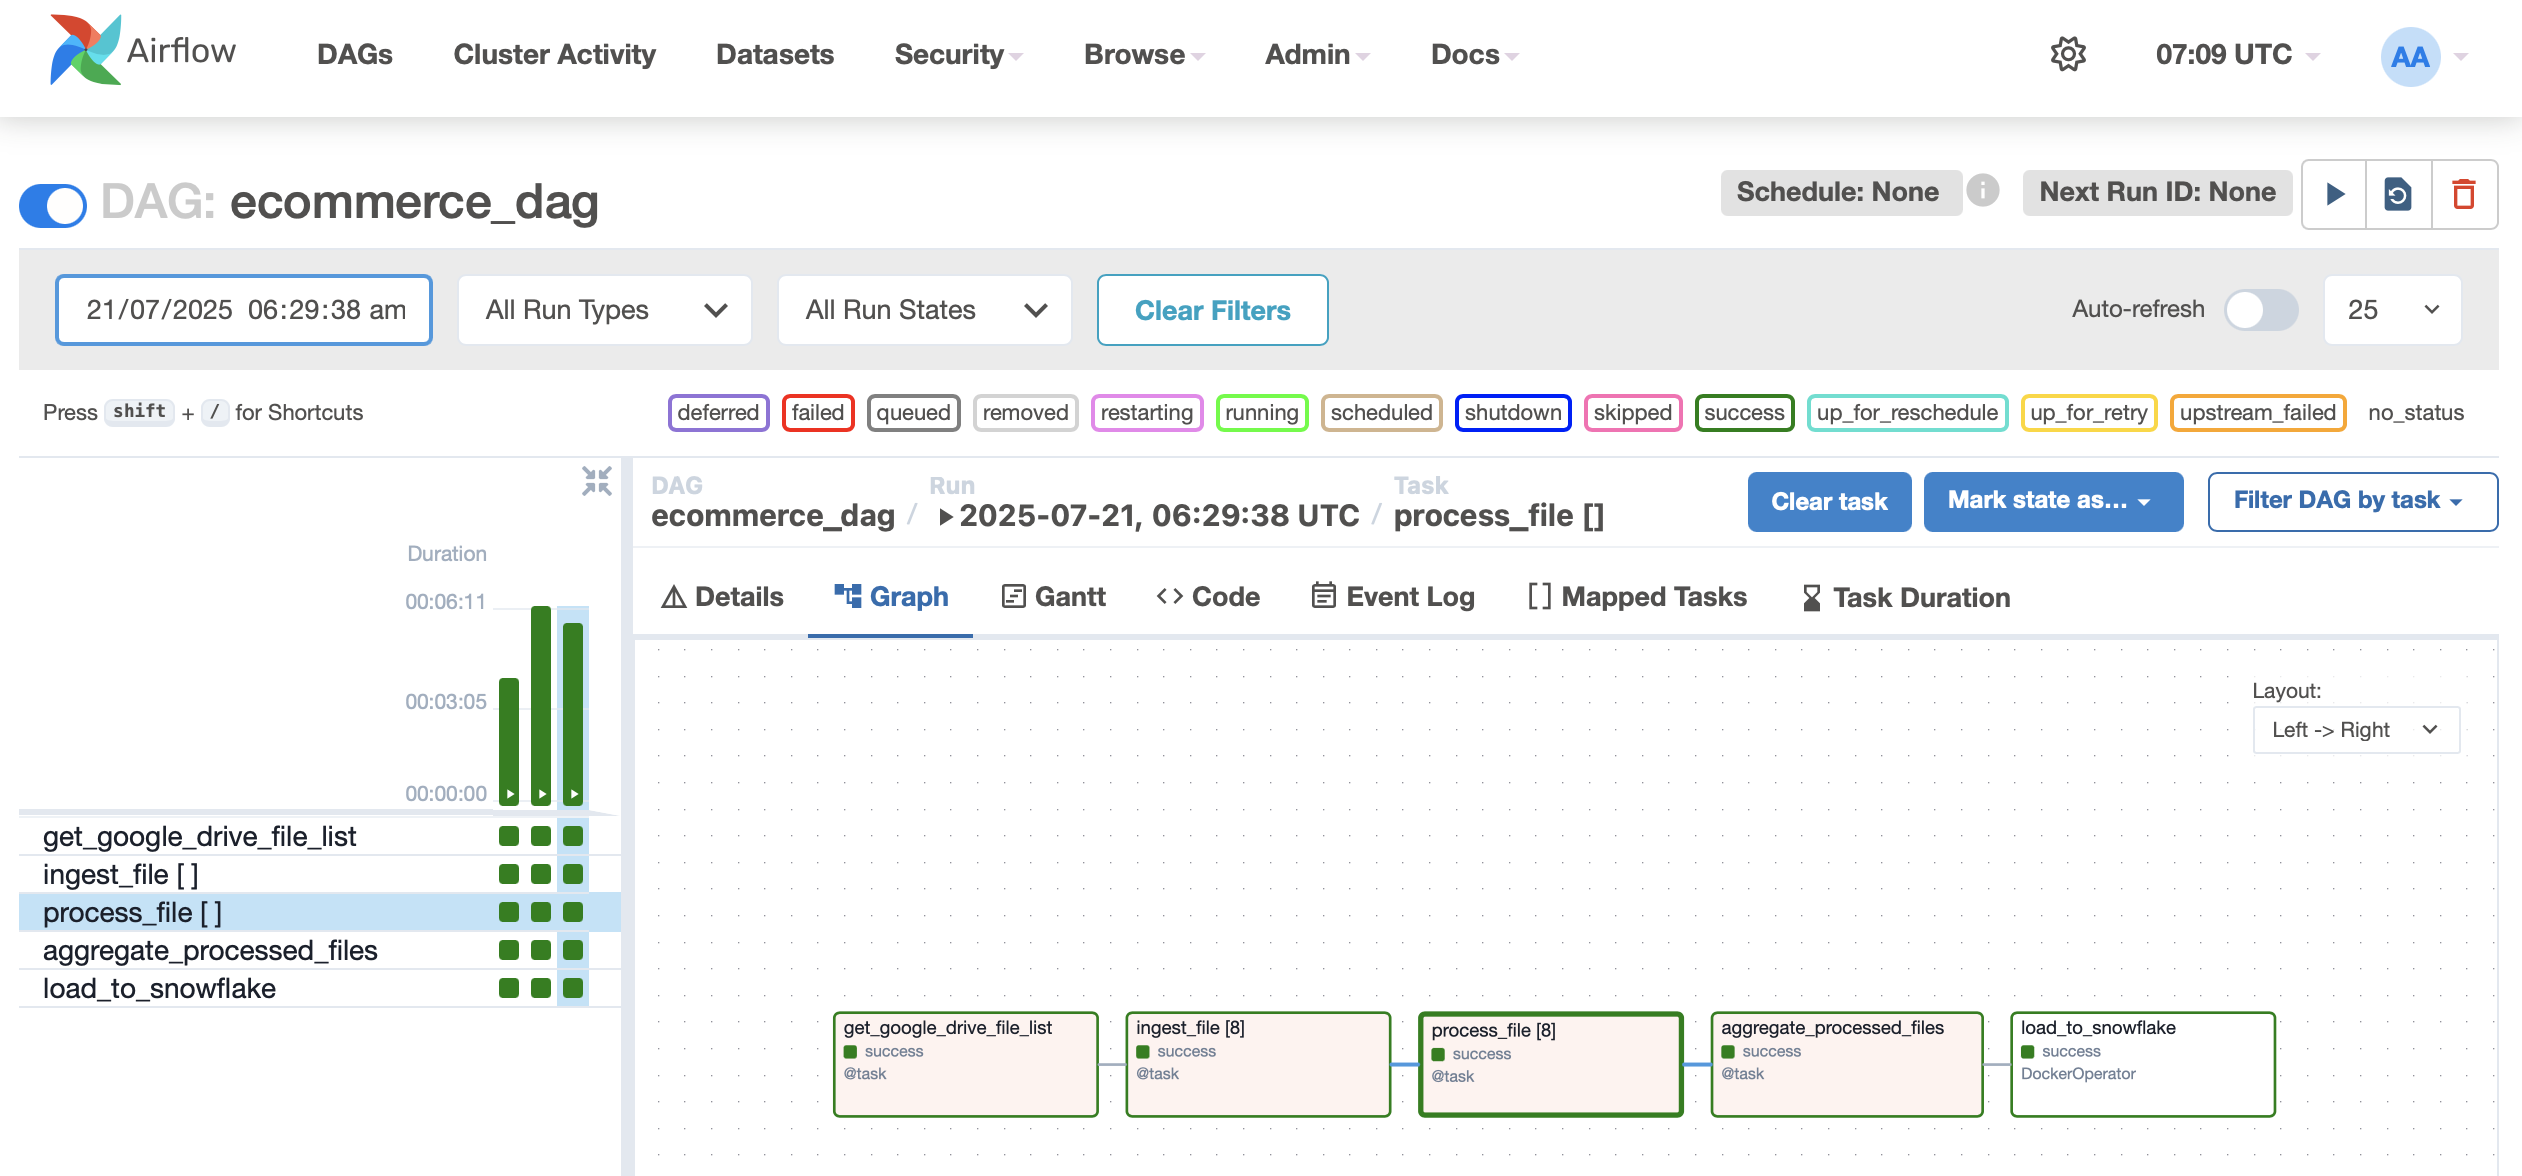 Airflow DAGs Cluster Activity Datasets Security Browse Admin Docs 07:09 UTC AA
DAG: ecommerce_dag Schedule: None i Next Run ID: None
21/07/2025 06:29:38 am All Run Types All Run States Clear Filters Auto-refresh 25
Press shift + / for Shortcuts deferred failed queued removed restarting running scheduled shutdown skipped success up_for_reschedule up_for_retry upstream_failed no_status
DAG Run Task
ecommerce_dag / 2025-07-21, 06:29:38 UTC / process_file [] Clear task Mark state as... Filter DAG by task
Duration
00:06:11
00:03:05
00:00:00
get_google_drive_file_list
ingest_file [ ]
process_file [ ]
aggregate_processed_files
load_to_snowflake
Details Graph Gantt <> Code Event Log [] Mapped Tasks Task Duration
Layout:
Left -> Right
get_google_drive_file_list
success
@task
ingest_file [8]
success
@task
process_file [8]
success
@task
aggregate_processed_files
success
@task
load_to_snowflake
success
DockerOperator